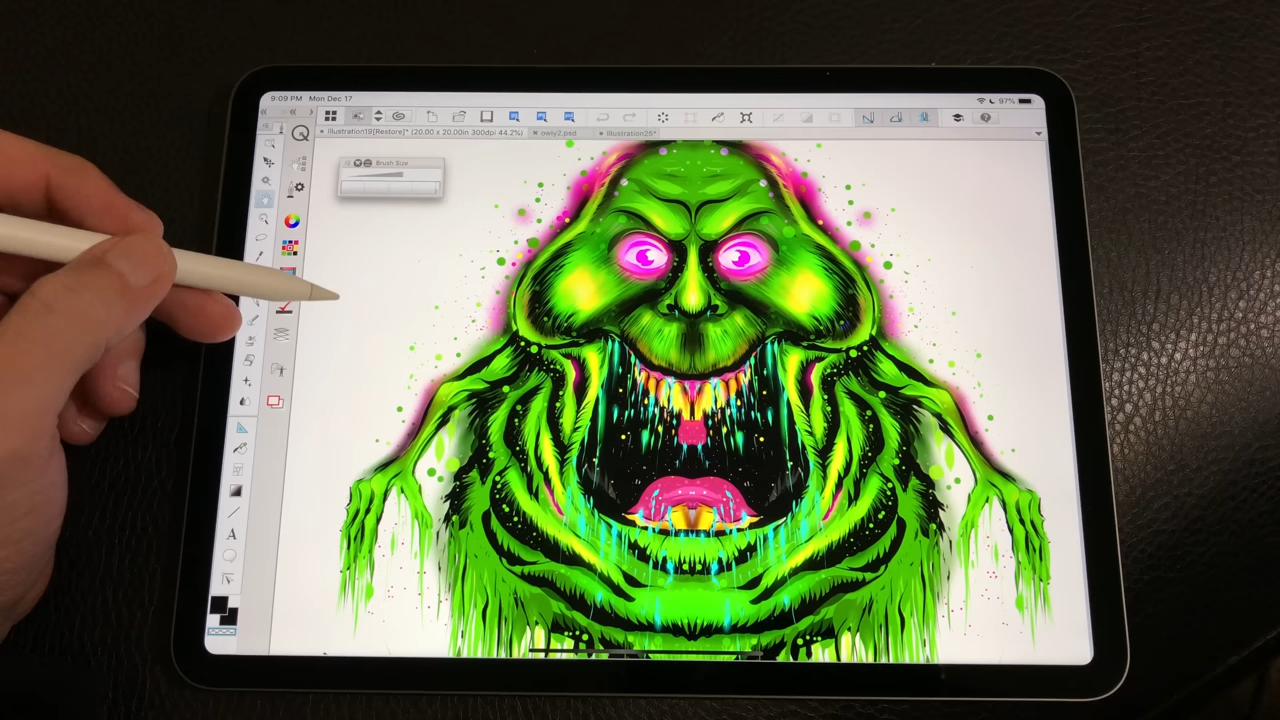 9:09 PM Mon Dec 17
97%
illustration19[Restore]* (20.00 x 20.00in 300dpi 44.2%)
owiy2.psd
illustration25*
Brush Size
A